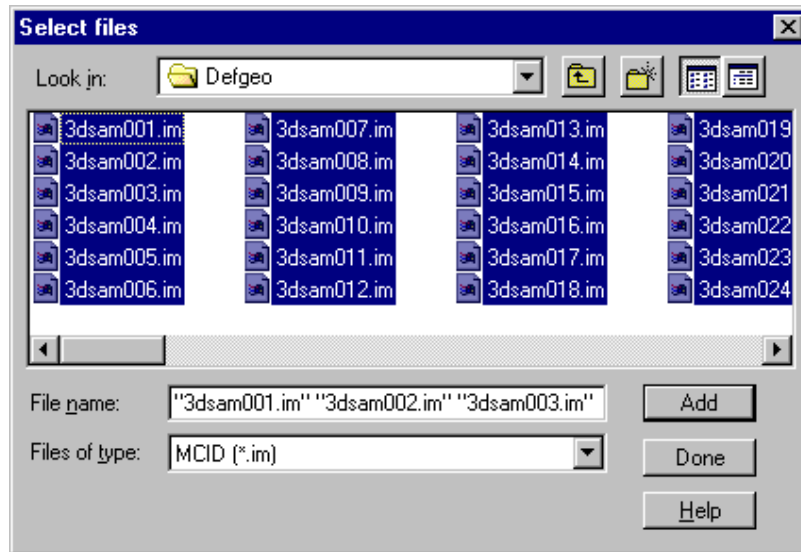 Select files
Look in: Defgeo
3dsam001.im 3dsam007.im 3dsam013.im 3dsam019
3dsam002.im 3dsam008.im 3dsam014.im 3dsam020
3dsam003.im 3dsam009.im 3dsam015.im 3dsam021
3dsam004.im 3dsam010.im 3dsam016.im 3dsam022
3dsam005.im 3dsam011.im 3dsam017.im 3dsam023
3dsam006.im 3dsam012.im 3dsam018.im 3dsam024
File name: "3dsam001.im" "3dsam002.im" "3dsam003.im" Add
Files of type: MCID (*.im) Done
Help